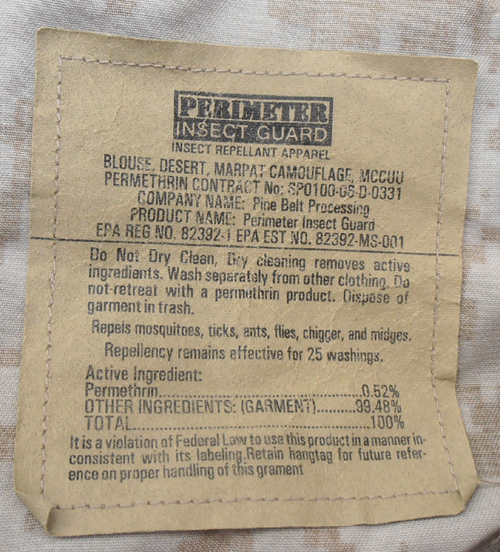 PERIMETER
INSECT GUARD
INSECT REPELLANT APPAREL
BLOUSE, DESERT, MARPAT CAMOUFLAGE, MCCUU
PERMETHRIN CONTRACT No: SP0100-06-D-0331
COMPANY NAME: Pine Belt Processing
PRODUCT NAME: Perimeter Insect Guard
EPA REG NO. 82392-1 EPA EST NO. 82392-MS-001
Do Not Dry Clean, Dry cleaning removes active
ingredients. Wash separately from other clothing. Do
not-retreat with a permethrin product. Dispose of
garment in trash.
Repels mosquitoes, ticks, ants, flies, chigger, and midges.
Repellency remains effective for 25 washings.
Active Ingredient:
Permethrin..............................0.52%
OTHER INGREDIENTS: (GARMENT).........99.48%
TOTAL.......................................100%
It is a violation of Federal Law to use this product in a manner in-
consistent with its labeling.Retain hangtag for future refer-
ence on proper handling of this grament